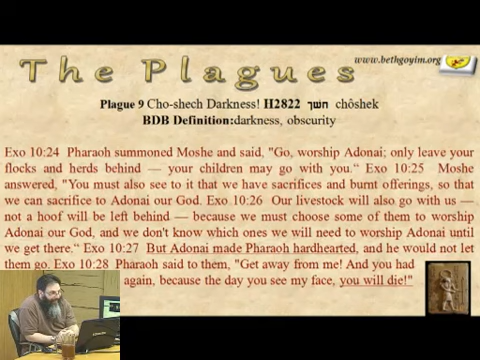 www.bethgoyim.org
The Plagues
Plague 9 Cho-shech Darkness! H2822 חשׁך chôshek
BDB Definition:darkness, obscurity
Exo 10:24 Pharaoh summoned Moshe and said, "Go, worship Adonai; only leave your
flocks and herds behind — your children may go with you." Exo 10:25 Moshe
answered, "You must also see to it that we have sacrifices and burnt offerings, so that
we can sacrifice to Adonai our God. Exo 10:26 Our livestock will also go with us —
not a hoof will be left behind — because we must choose some of them to worship
Adonai our God, and we don't know which ones we will need to worship Adonai until
we get there." Exo 10:27 But Adonai made Pharaoh hardhearted, and he would not let
them go. Exo 10:28 Pharaoh said to them, "Get away from me! And you had
again, because the day you see my face, you will die!"